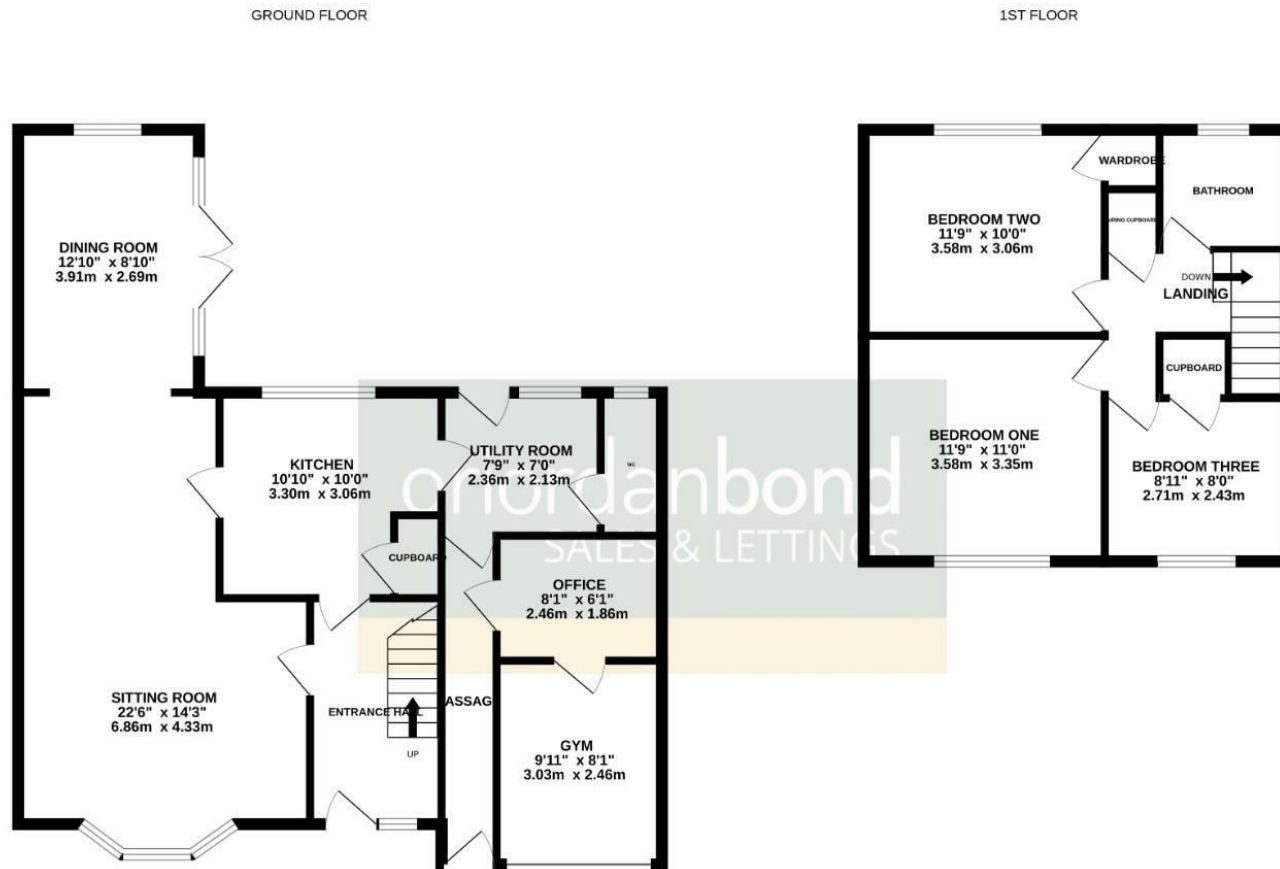 GROUND FLOOR
1ST FLOOR
DINING ROOM
12'10" x 8'10"
3.91m x 2.69m
KITCHEN
10'10" x 10'0"
3.30m x 3.06m
CUPBOARD
UTILITY ROOM
7'9" x 7'0"
2.36m x 2.13m
WC
OFFICE
8'1" x 6'1"
2.46m x 1.86m
SITTING ROOM
22'6" x 14'3"
6.86m x 4.33m
ENTRANCE HALL
UP
ASSAG
GYM
9'11" x 8'1"
3.03m x 2.46m
BEDROOM TWO
11'9" x 10'0"
3.58m x 3.06m
WARDROBE
AIRING CUPBOARD
BATHROOM
DOWN
LANDING
CUPBOARD
BEDROOM ONE
11'9" x 11'0"
3.58m x 3.35m
BEDROOM THREE
8'11" x 8'0"
2.71m x 2.43m
oriordanbond
SALES & LETTINGS